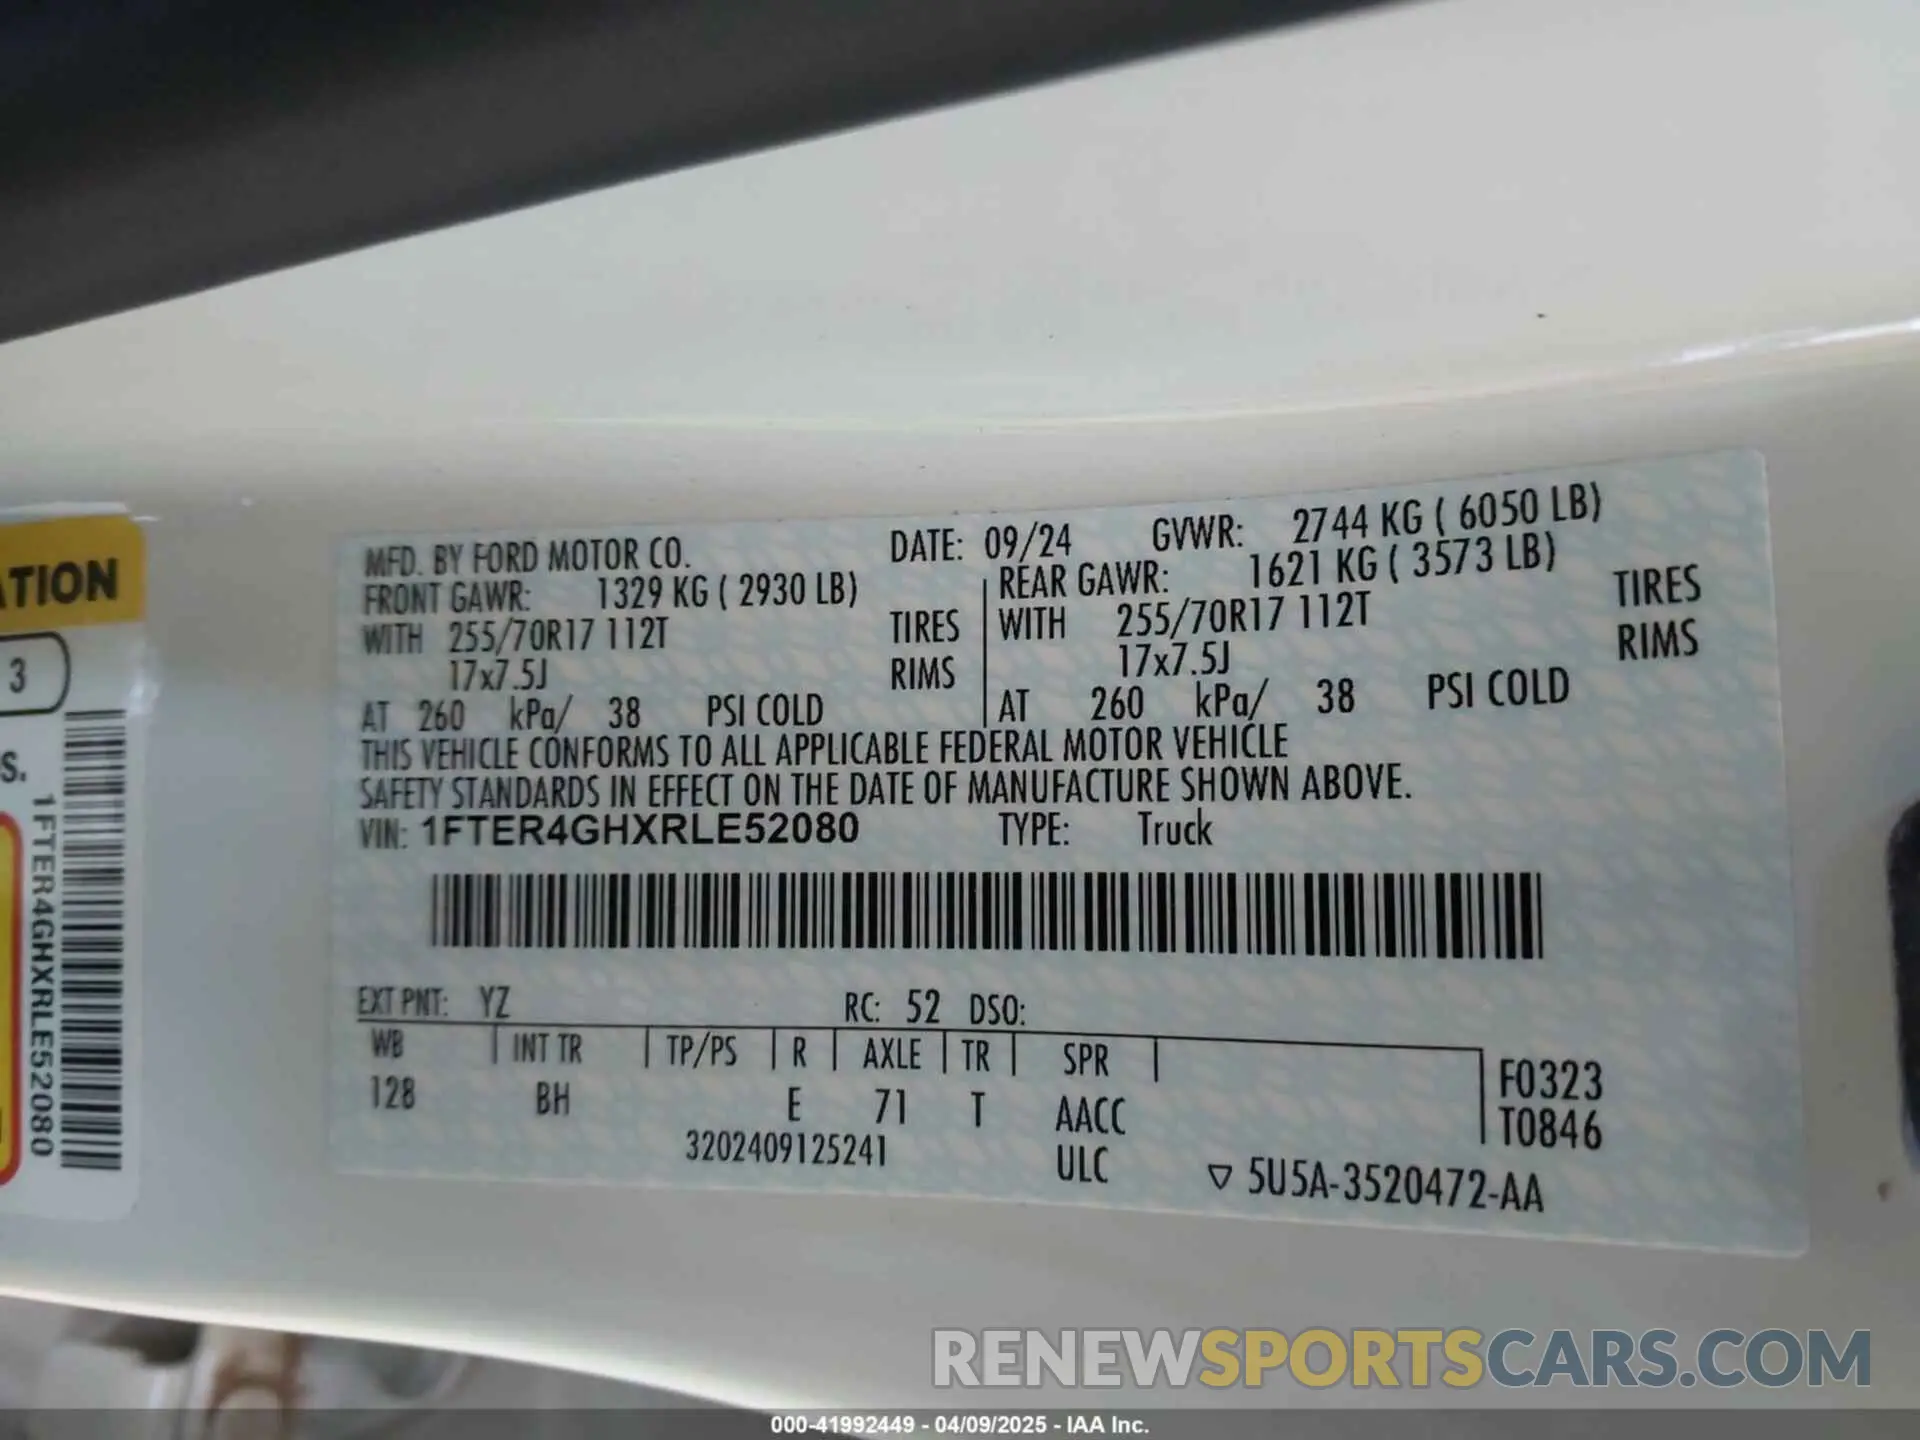 MFD. BY FORD MOTOR CO. DATE: 09/24 GVWR: 2744 KG ( 6050 LB)
FRONT GAWR: 1329 KG ( 2930 LB) REAR GAWR: 1621 KG ( 3573 LB)
WITH 255/70R17 112T TIRES WITH 255/70R17 112T TIRES
17x7.5J RIMS 17x7.5J RIMS
AT 260 kPa/ 38 PSI COLD AT 260 kPa/ 38 PSI COLD
THIS VEHICLE CONFORMS TO ALL APPLICABLE FEDERAL MOTOR VEHICLE
SAFETY STANDARDS IN EFFECT ON THE DATE OF MANUFACTURE SHOWN ABOVE.
VIN: 1FTER4GHXRLE52080 TYPE: Truck
EXT PNT: YZ RC: 52 DSO:
WB INT TR TP/PS R AXLE TR SPR
128 BH E 71 T AACC
F0323
T0846
3202409125241 ULC ▽ 5U5A-3520472-AA
3
1FTER4GHXRLE52080
RENEWSPORTSCARS.COM
000-41992449 - 04/09/2025 - IAA Inc.